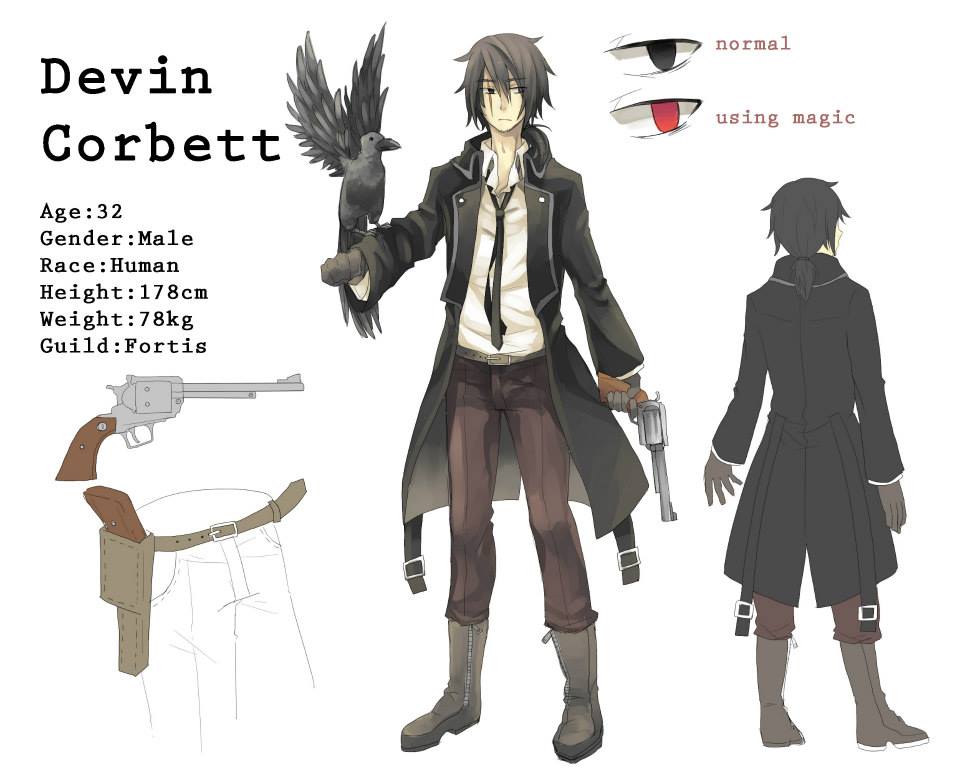 Devin
Corbett
Age:32
Gender:Male
Race:Human
Height:178cm
Weight:78kg
Guild:Fortis
normal
using magic